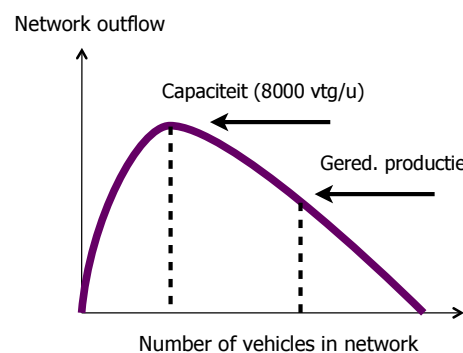 Network outflow
Capaciteit (8000 vtg/u)
Gered. productie
Number of vehicles in network